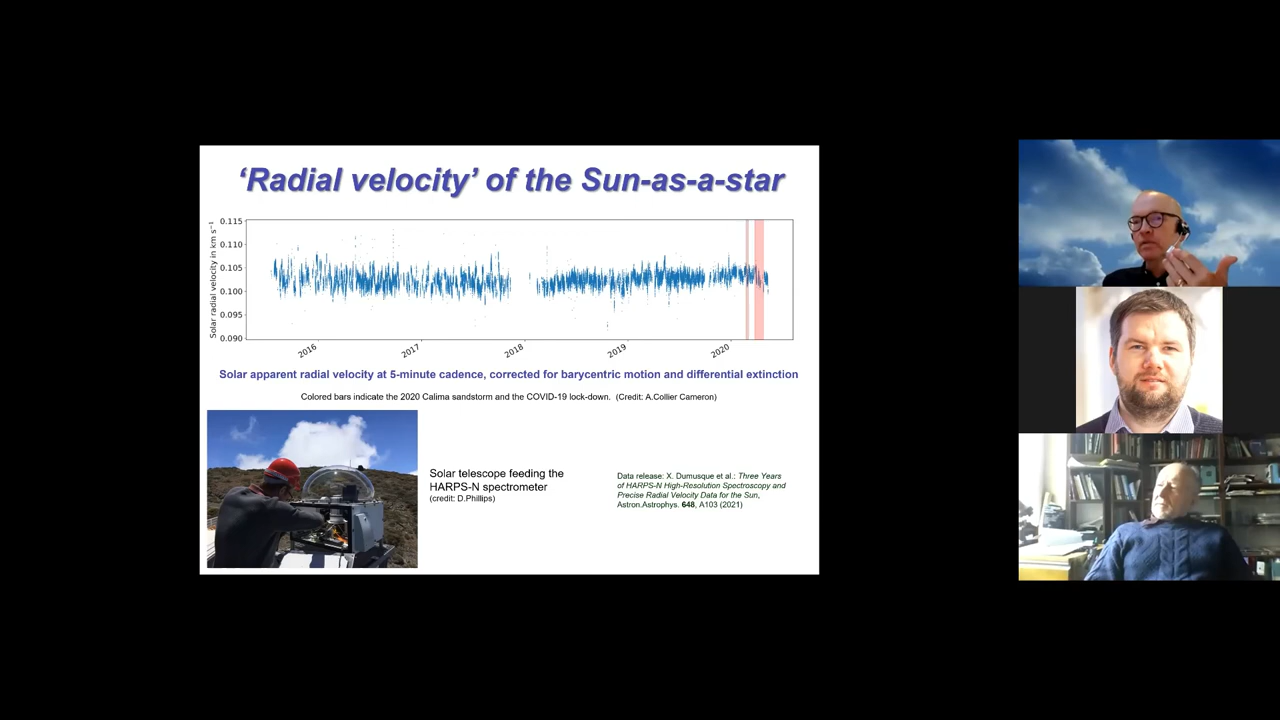 ‘Radial velocity’ of the Sun-as-a-star
Solar radial velocity in km s⁻¹
0.115
0.110
0.105
0.100
0.095
0.090
2016
2017
2018
2019
2020
Solar apparent radial velocity at 5-minute cadence, corrected for barycentric motion and differential extinction
Colored bars indicate the 2020 Calima sandstorm and the COVID-19 lock-down. (Credit: A.Collier Cameron)
Solar telescope feeding the
HARPS-N spectrometer
(credit: D.Phillips)
Data release: X. Dumusque et al.: Three Years
of HARPS-N High-Resolution Spectroscopy and
Precise Radial Velocity Data for the Sun,
Astron.Astrophys. 648, A103 (2021)